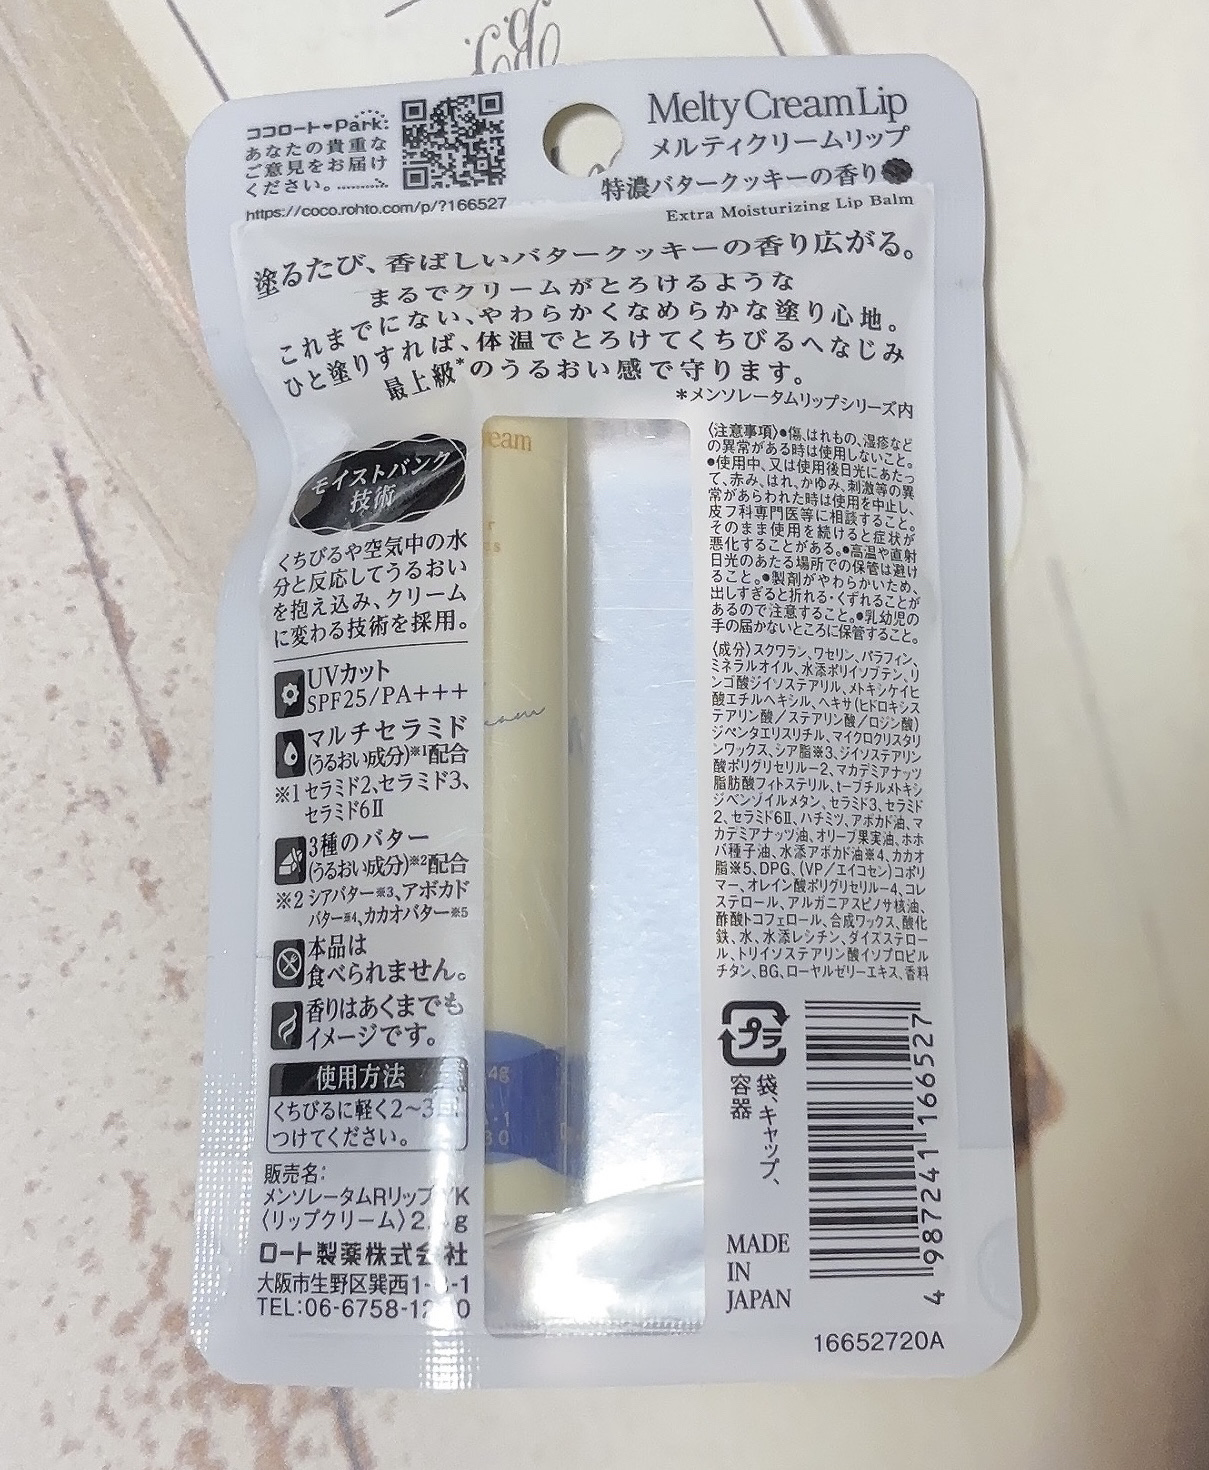 ココロート♥Park:
あなたの貴重な
ご意見をお届け
ください。
https://coco.rohto.com/p/?166527
Melty Cream Lip
メルティクリームリップ
特濃バタークッキーの香り
Extra Moisturizing Lip Balm
塗るたび、香ばしいバタークッキーの香り広がる。
まるでクリームがとろけるような
これまでにない、やわらかくなめらかな塗り心地。
ひと塗りすれば、体温でとろけてくちびるへなじみ
最上級*のうるおい感で守ります。
*メンソレータムリップシリーズ内
モイストバンク
技術
くちびるや空気中の水
分と反応してうるおい
を抱え込み、クリーム
に変わる技術を採用。
UVカット
SPF25/PA+++
マルチセラミド
(うるおい成分)※1配合
※1 セラミド2、セラミド3、
セラミド6Ⅱ
3種のバター
(うるおい成分)※2配合
※2 シアバター※3、アボカド
バター※4、カカオバター※5
本品は
食べられません。
香りはあくまでも
イメージです。
使用方法
くちびるに軽く2〜3回
つけてください。
販売名:
メンソレータムRリップ YK
〈リップクリーム〉2. g
ロート製薬株式会社
大阪市生野区巽西1- -1
TEL:06-6758-12 0
eam
r
ts
eam
4g
-1
30
〈注意事項〉●傷、はれもの、湿疹など
の異常がある時は使用しないこと。
●使用中、又は使用後日光にあたっ
て、赤み、はれ、かゆみ、刺激等の異
常があらわれた時は使用を中止し、
皮フ科専門医等に相談すること。
そのまま使用を続けると症状が
悪化することがある。●高温や直射
日光のあたる場所での保管は避け
ること。●製剤がやわらかいため、
出しすぎると折れる・くずれることが
あるので注意すること。●乳幼児の
手の届かないところに保管すること。
〈成分〉スクワラン、ワセリン、パラフィン、
ミネラルオイル、水添ポリイソブテン、リ
ンゴ酸ジイソステアリル、メトキシケイヒ
酸エチルヘキシル、ヘキサ(ヒドロキシス
テアリン酸/ステアリン酸/ロジン酸)
ジペンタエリスリチル、マイクロクリスタリ
ンワックス、シア脂※3、ジイソステアリン
酸ポリグリセリル-2、マカデミアナッツ
脂肪酸フィトステリル、t-ブチルメトキシ
ジベンゾイルメタン、セラミド3、セラミド
2、セラミド6Ⅱ、ハチミツ、アボカド油、マ
カデミアナッツ油、オリーブ果実油、ホホ
バ種子油、水添アボカド油※4、カカオ
脂※5、DPG、(VP/エイコセン)コポリ
マー、オレイン酸ポリグリセリル-4、コレ
ステロール、アルガニアスピノサ核油、
酢酸トコフェロール、合成ワックス、酸化
鉄、水、水添レシチン、ダイズステロー
ル、トリイソステアリン酸イソプロピル
チタン、BG、ローヤルゼリーエキス、香料
プラ
袋、キャップ、
容器
MADE
IN
JAPAN
4 987241 166527
16652720A